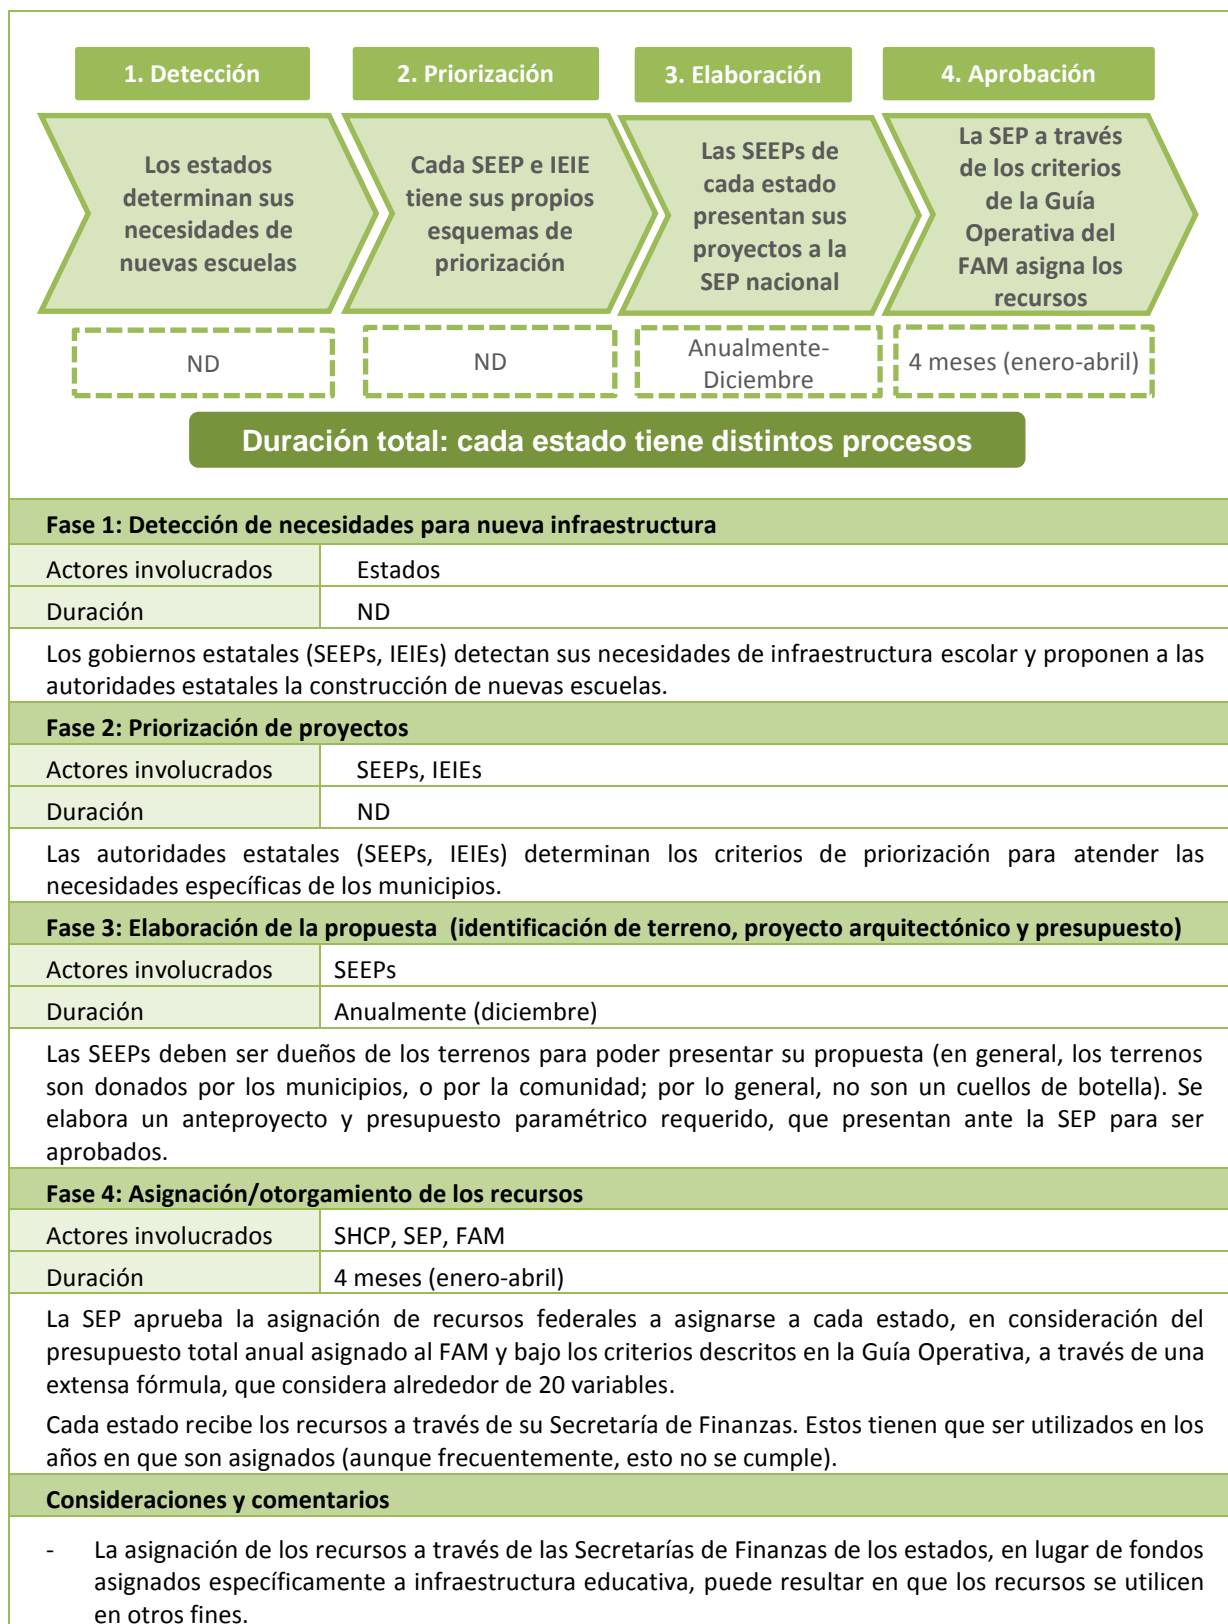 1. Detección
2. Priorización
3. Elaboración
4. Aprobación
Los estados
determinan sus
necesidades de
nuevas escuelas
Cada SEEP e IEIE
tiene sus propios
esquemas de
priorización
Las SEEPs de
cada estado
presentan sus
proyectos a la
SEP nacional
La SEP a través
de los criterios
de la Guía
Operativa del
FAM asigna los
recursos
ND
ND
Anualmente-
Diciembre
4 meses (enero-abril)
Duración total: cada estado tiene distintos procesos
Fase 1: Detección de necesidades para nueva infraestructura
Actores involucrados Estados
Duración ND
Los gobiernos estatales (SEEPs, IEIEs) detectan sus necesidades de infraestructura escolar y proponen a las
autoridades estatales la construcción de nuevas escuelas.
Fase 2: Priorización de proyectos
Actores involucrados SEEPs, IEIEs
Duración ND
Las autoridades estatales (SEEPs, IEIEs) determinan los criterios de priorización para atender las
necesidades específicas de los municipios.
Fase 3: Elaboración de la propuesta (identificación de terreno, proyecto arquitectónico y presupuesto)
Actores involucrados SEEPs
Duración Anualmente (diciembre)
Las SEEPs deben ser dueños de los terrenos para poder presentar su propuesta (en general, los terrenos
son donados por los municipios, o por la comunidad; por lo general, no son un cuellos de botella). Se
elabora un anteproyecto y presupuesto paramétrico requerido, que presentan ante la SEP para ser
aprobados.
Fase 4: Asignación/otorgamiento de los recursos
Actores involucrados SHCP, SEP, FAM
Duración 4 meses (enero-abril)
La SEP aprueba la asignación de recursos federales a asignarse a cada estado, en consideración del
presupuesto total anual asignado al FAM y bajo los criterios descritos en la Guía Operativa, a través de una
extensa fórmula, que considera alrededor de 20 variables.
Cada estado recibe los recursos a través de su Secretaría de Finanzas. Estos tienen que ser utilizados en los
años en que son asignados (aunque frecuentemente, esto no se cumple).
Consideraciones y comentarios
- La asignación de los recursos a través de las Secretarías de Finanzas de los estados, en lugar de fondos
asignados específicamente a infraestructura educativa, puede resultar en que los recursos se utilicen
en otros fines.